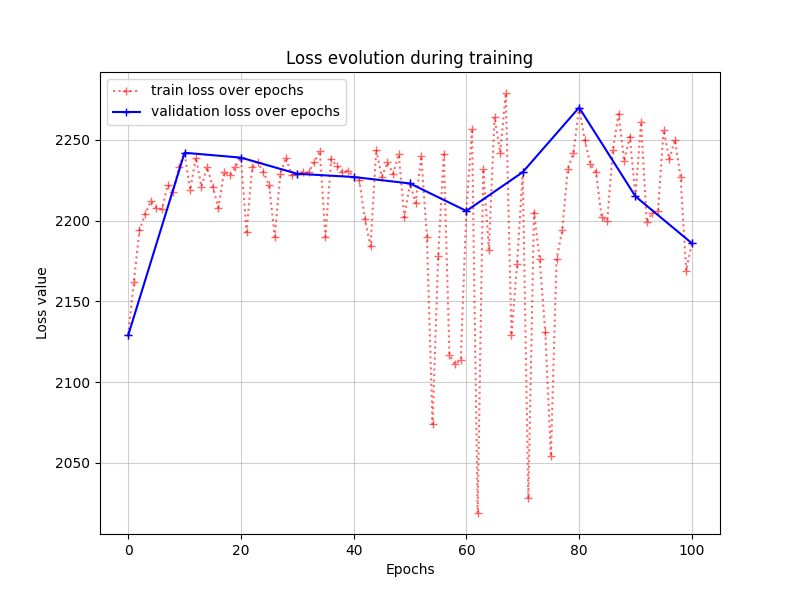 Loss evolution during training
train loss over epochs
validation loss over epochs
2250
2200
2150
2100
2050
Loss value
0 20 40 60 80 100
Epochs